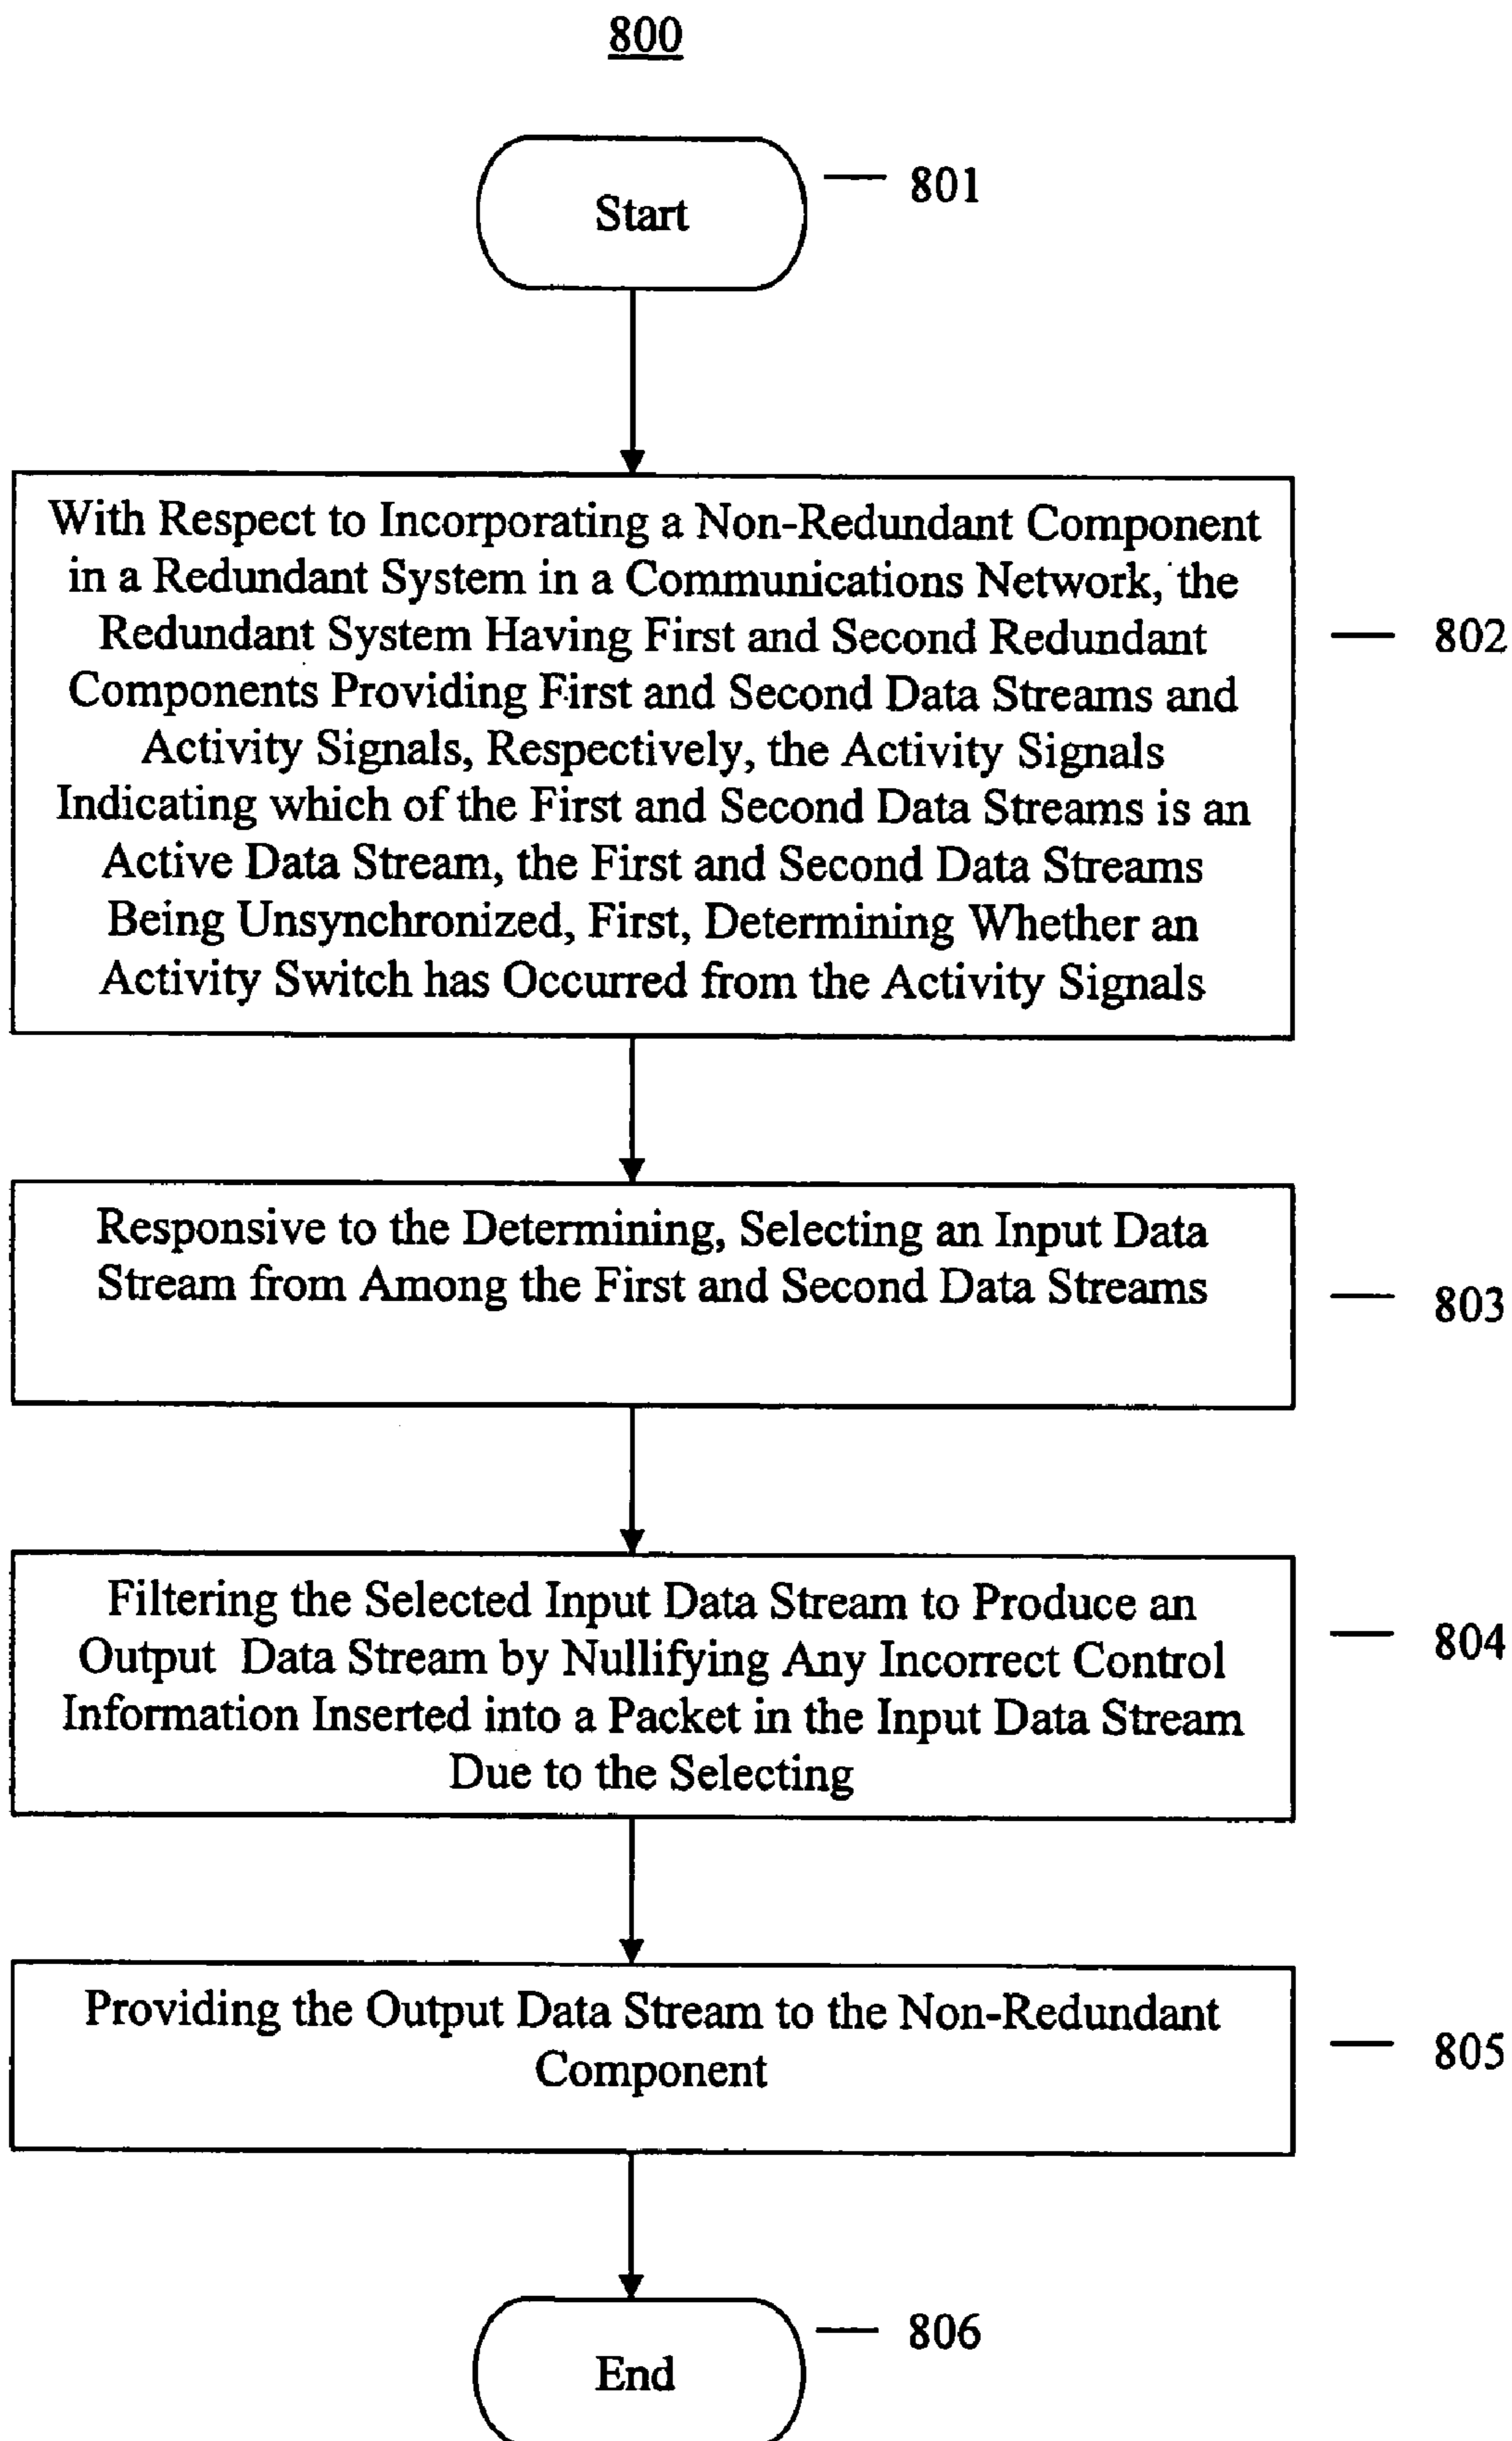 800
Start
801
With Respect to Incorporating a Non-Redundant Component
in a Redundant System in a Communications Network, the
Redundant System Having First and Second Redundant
Components Providing First and Second Data Streams and
Activity Signals, Respectively, the Activity Signals
Indicating which of the First and Second Data Streams is an
Active Data Stream, the First and Second Data Streams
Being Unsynchronized, First, Determining Whether an
Activity Switch has Occurred from the Activity Signals
802
Responsive to the Determining, Selecting an Input Data
Stream from Among the First and Second Data Streams
803
Filtering the Selected Input Data Stream to Produce an
Output Data Stream by Nullifying Any Incorrect Control
Information Inserted into a Packet in the Input Data Stream
Due to the Selecting
804
Providing the Output Data Stream to the Non-Redundant
Component
805
End
806